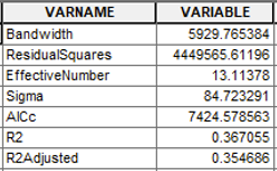 VARNAME VARIABLE
Bandwidth 5929.765384
ResidualSquares 4449565.61196
EffectiveNumber 13.11378
Sigma 84.723291
AICc 7424.578563
R2 0.367055
R2Adjusted 0.354686